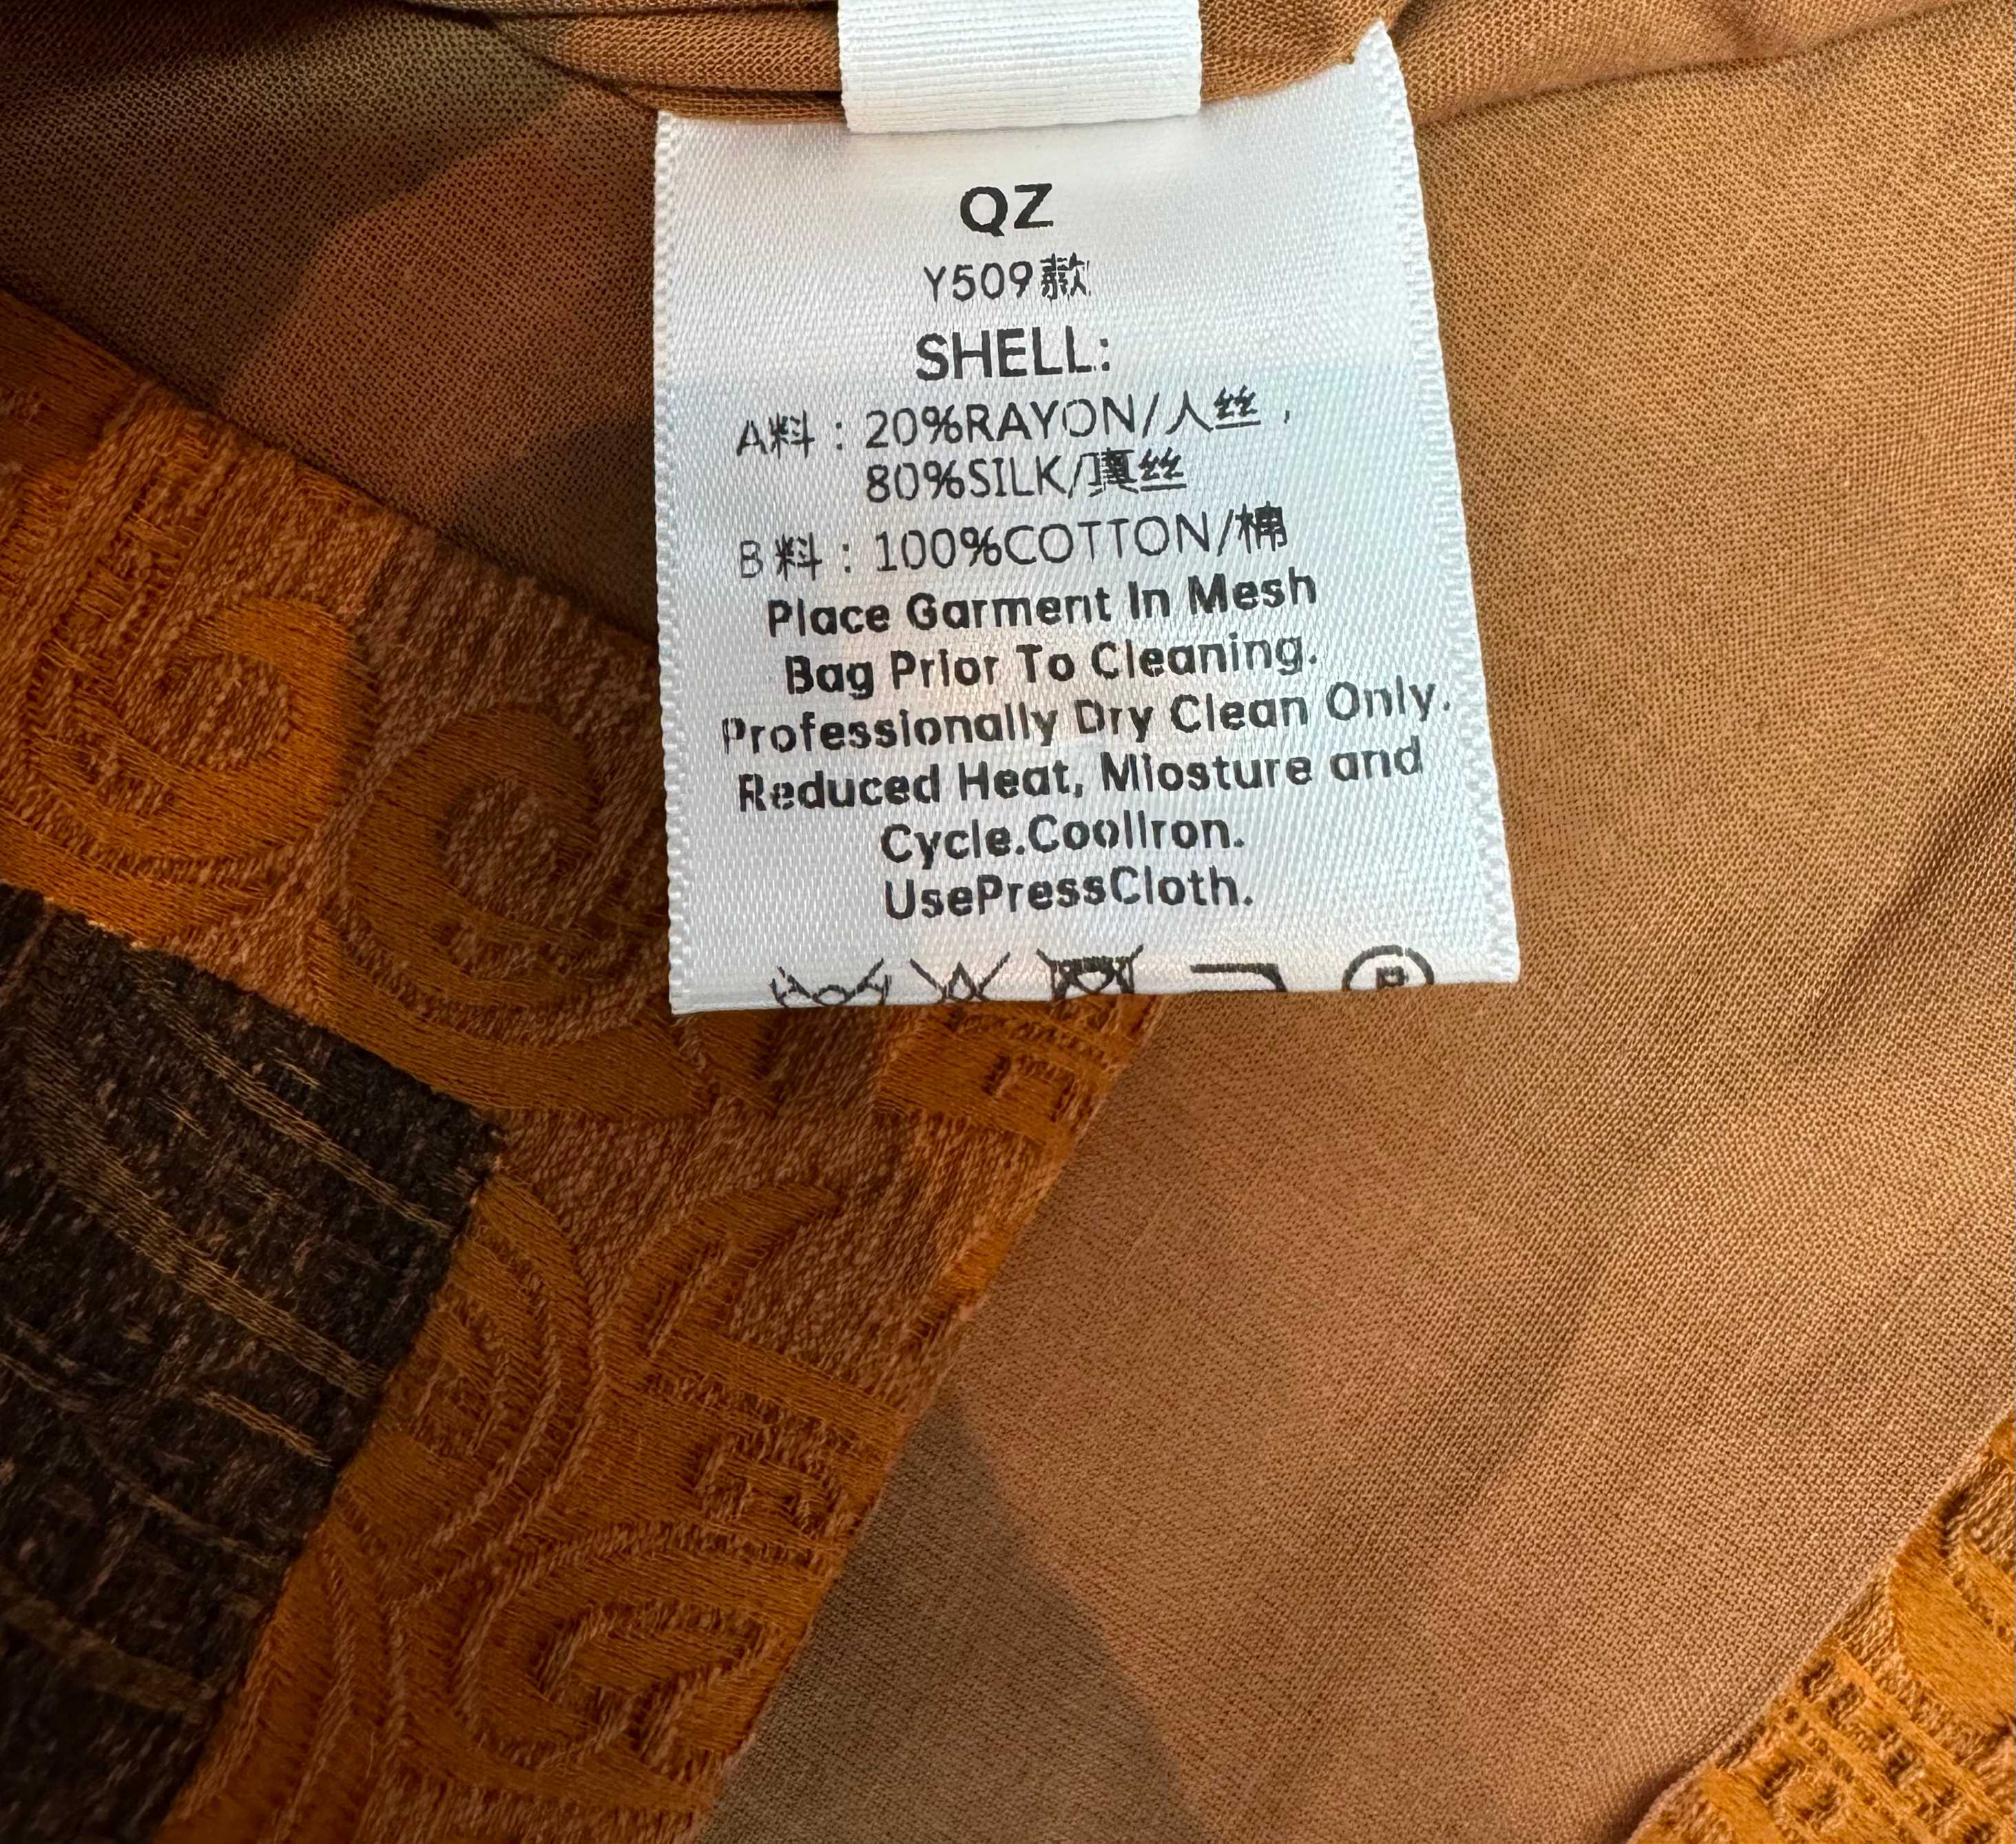 QZ
Y509款
SHELL:
A料：20%RAYON/人丝，
80%SILK/真丝
B料：100%COTTON/棉
Place Garment In Mesh
Bag Prior To Cleaning.
Professionally Dry Clean Only.
Reduced Heat, Miosture and
Cycle.CoolIron.
UsePressCloth.
P